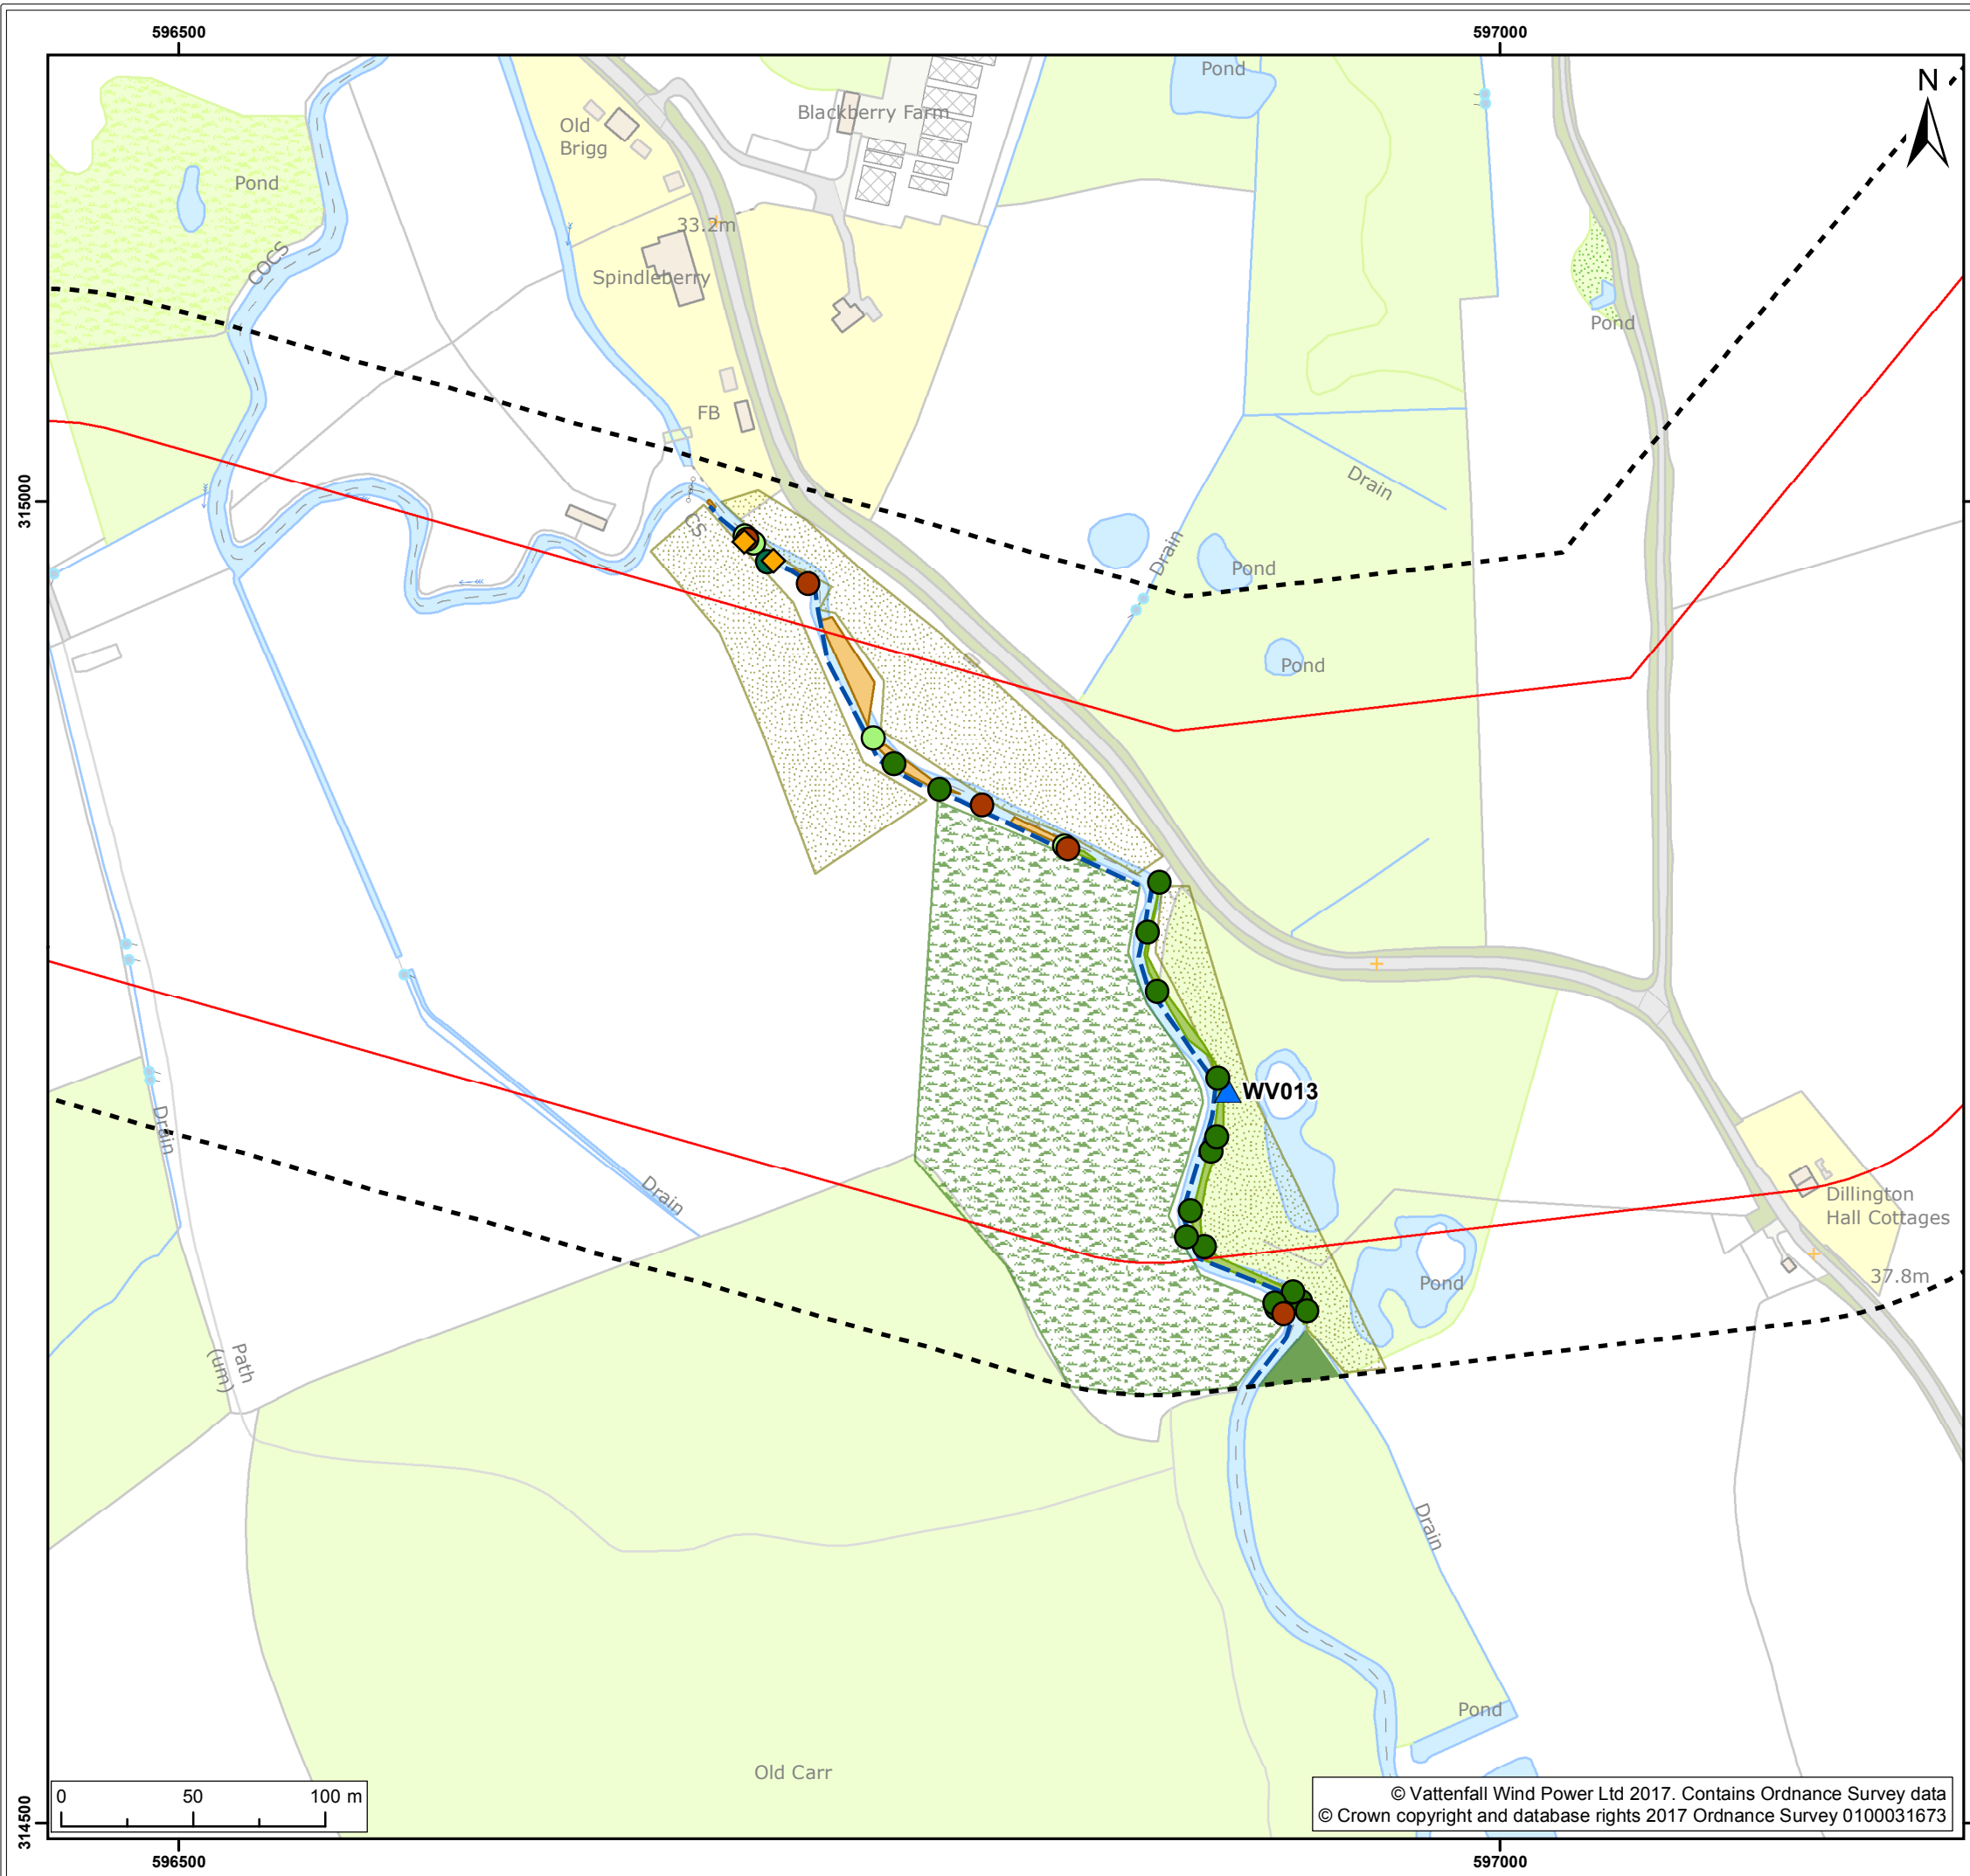 596500
597000
N
Pond
Blackberry Farm
Old
Brigg
Pond
33.2m
COCS
Spindleberry
Pond
FB
Drain
315000
CS
Drain
Pond
Pond
WV013
Drain
Drain
Dillington
Hall Cottages
37.8m
Pond
Path
(um)
Drain
Pond
Old Carr
0 50 100 m
© Vattenfall Wind Power Ltd 2017. Contains Ordnance Survey data
© Crown copyright and database rights 2017 Ordnance Survey 0100031673
314500
596500
597000